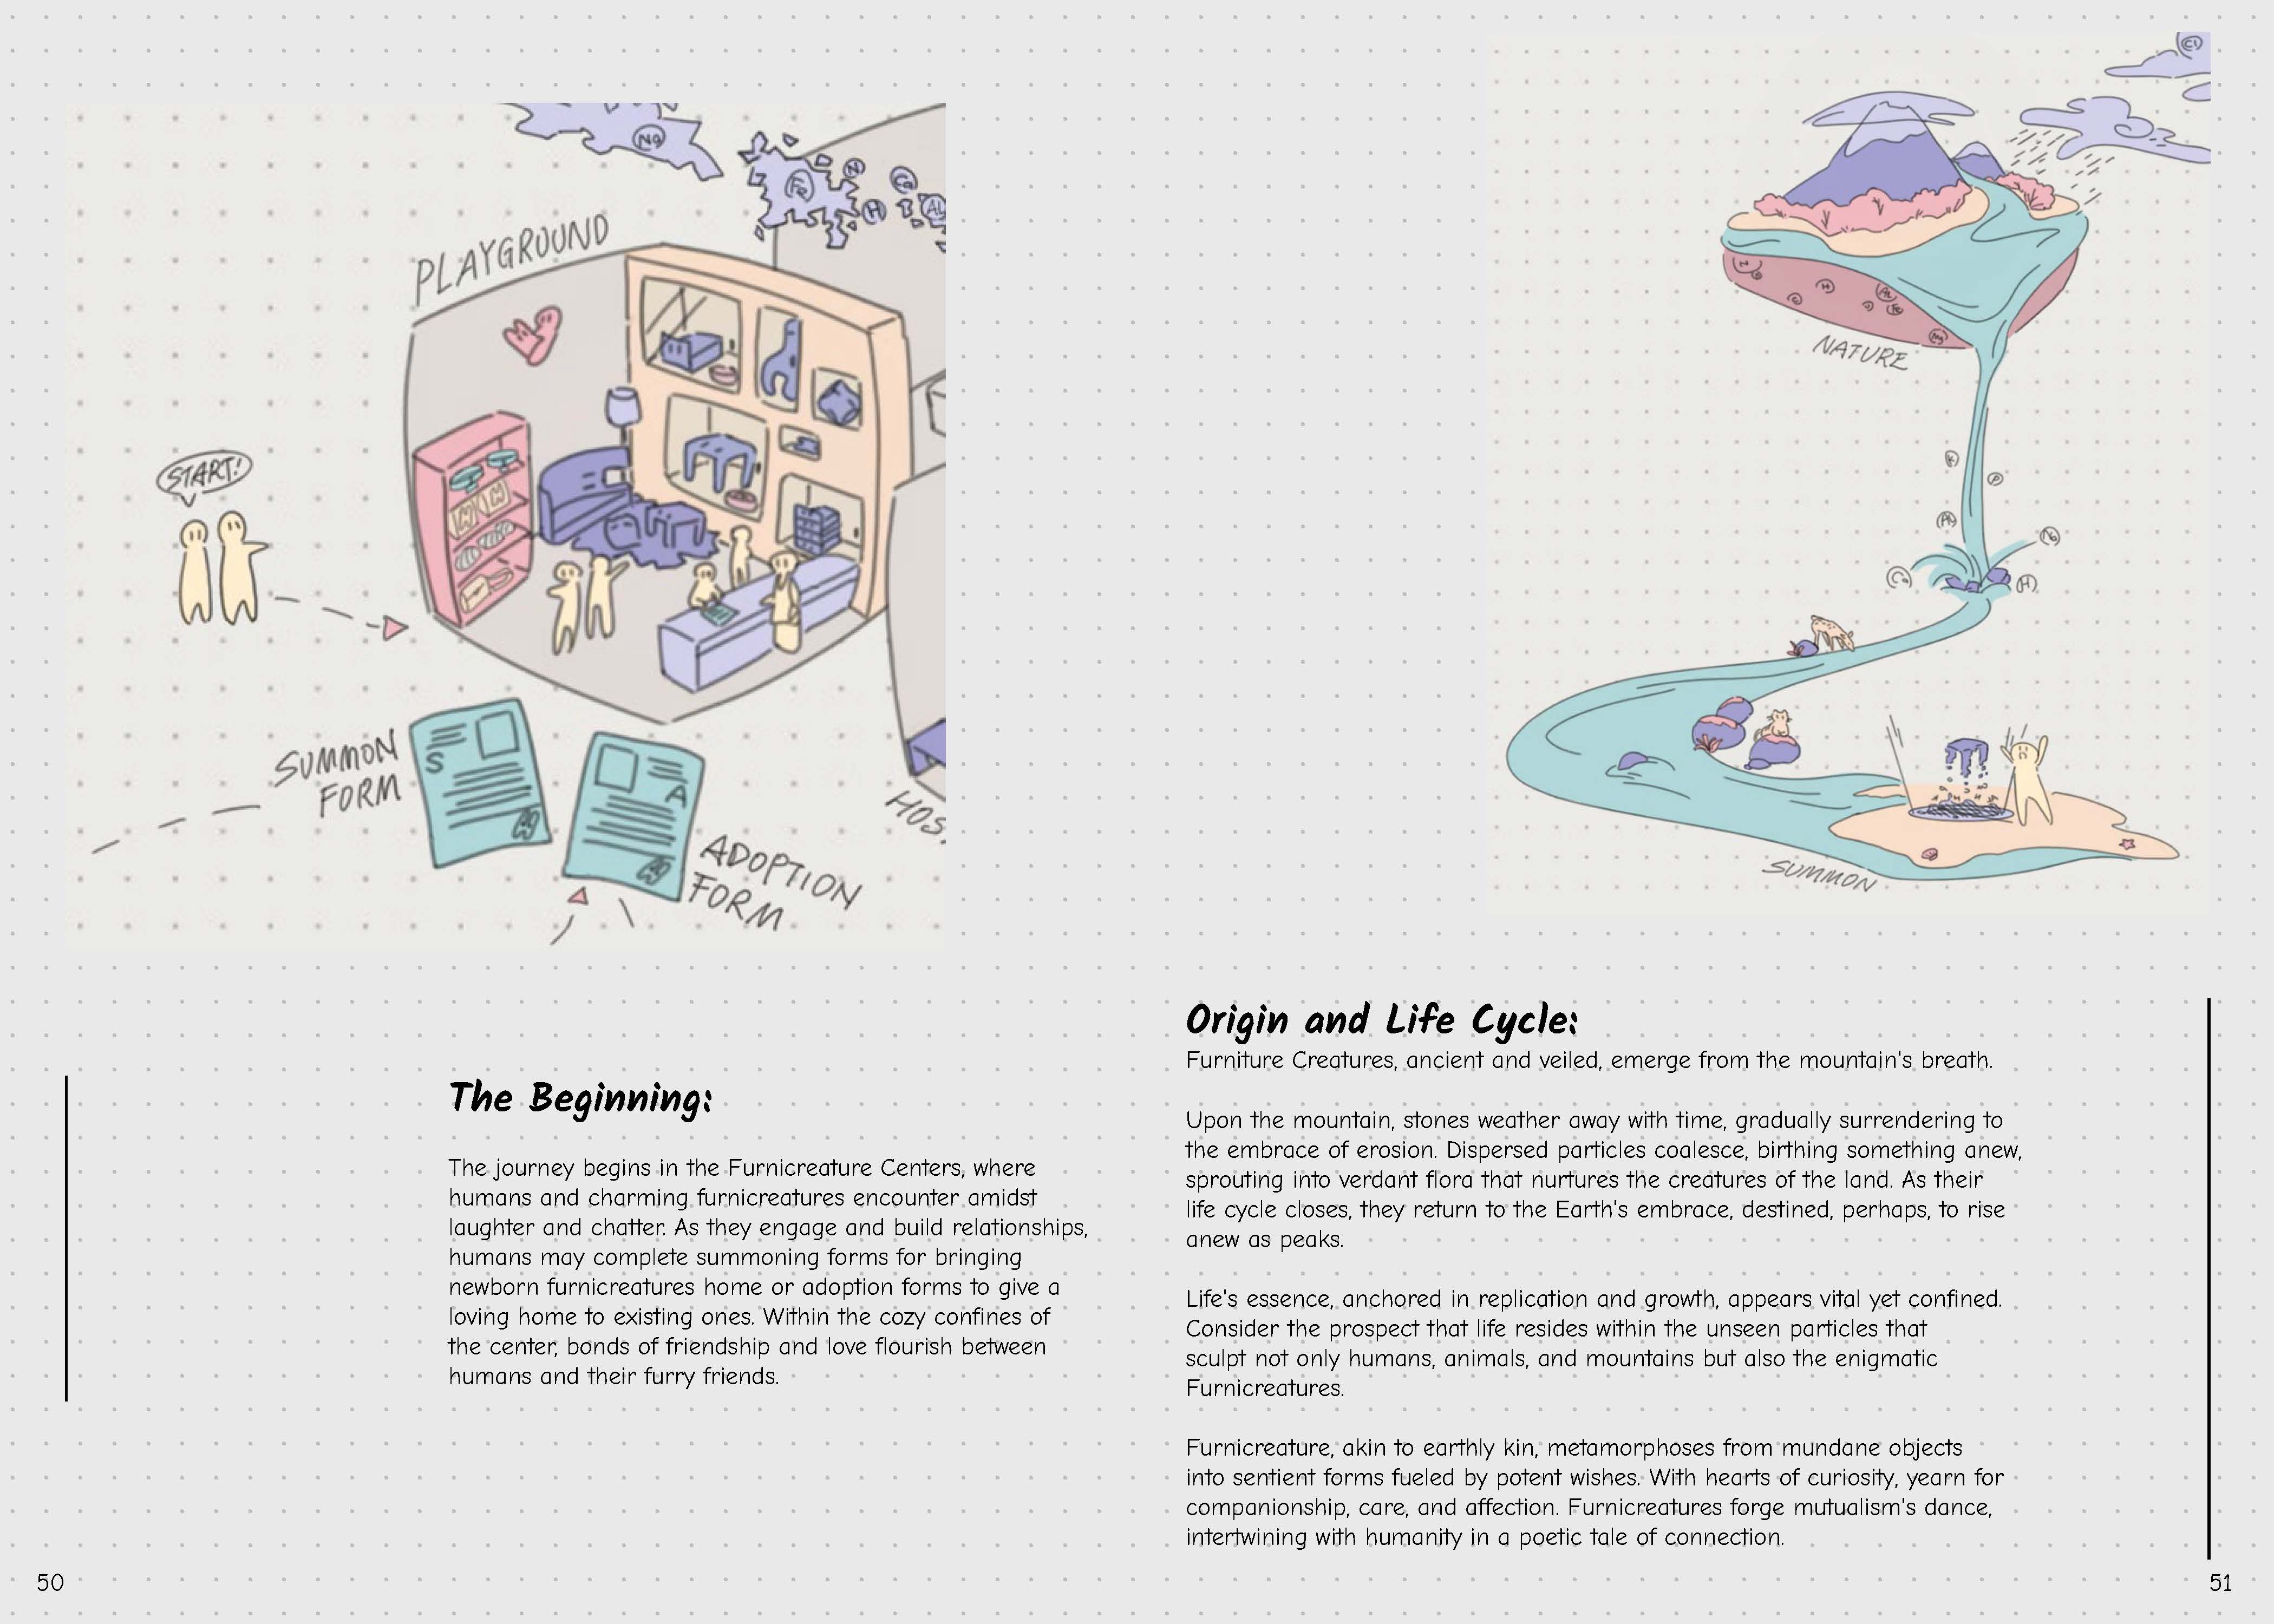 Na
Fe
N
Ca
H
PLAYGROUND
START!
SUMMON
FORM
S
A
ADOPTION
FORM
HOS
The Beginning:
The journey begins in the Furnicreature Centers, where
humans and charming furnicreatures encounter amidst
laughter and chatter. As they engage and build relationships,
humans may complete summoning forms for bringing
newborn furnicreatures home or adoption forms to give a
loving home to existing ones. Within the cozy confines of
the center, bonds of friendship and love flourish between
humans and their furry friends.
50
NATURE
K
P
H
SUMMON
Origin and Life Cycle:
Furniture Creatures, ancient and veiled, emerge from the mountain's breath.
Upon the mountain, stones weather away with time, gradually surrendering to
the embrace of erosion. Dispersed particles coalesce, birthing something anew,
sprouting into verdant flora that nurtures the creatures of the land. As their
life cycle closes, they return to the Earth's embrace, destined, perhaps, to rise
anew as peaks.
Life's essence, anchored in replication and growth, appears vital yet confined.
Consider the prospect that life resides within the unseen particles that
sculpt not only humans, animals, and mountains but also the enigmatic
Furnicreatures.
Furnicreature, akin to earthly kin, metamorphoses from mundane objects
into sentient forms fueled by potent wishes. With hearts of curiosity, yearn for
companionship, care, and affection. Furnicreatures forge mutualism's dance,
intertwining with humanity in a poetic tale of connection.
51